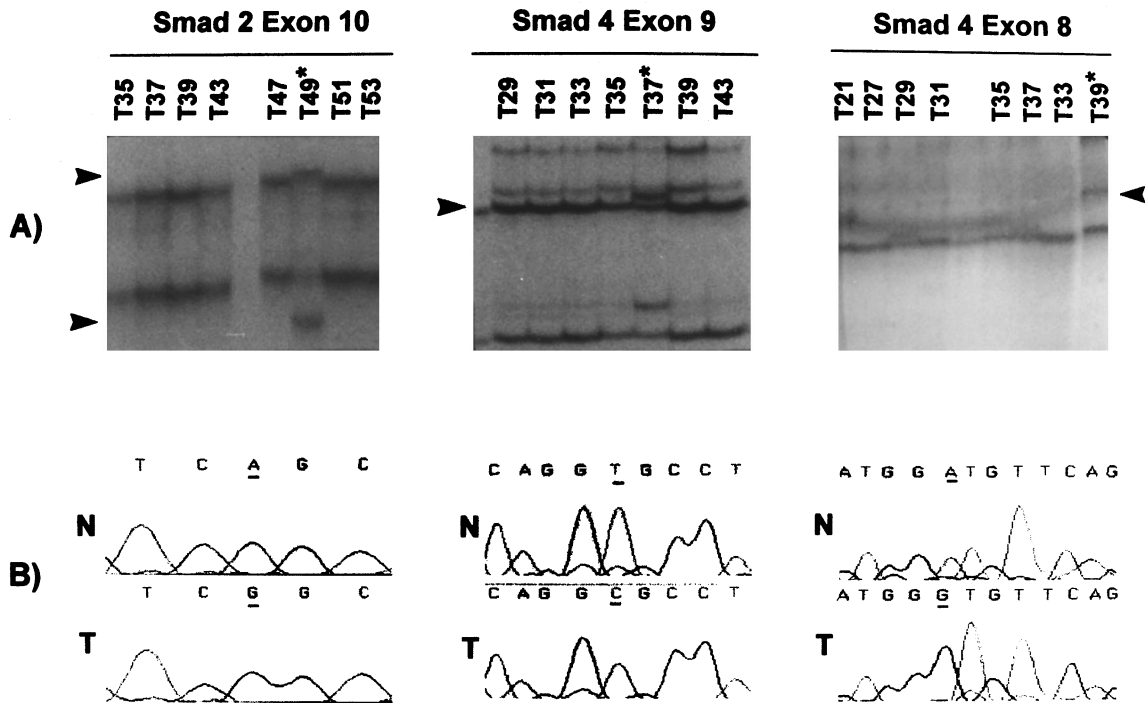 Smad 2 Exon 10
Smad 4 Exon 9
Smad 4 Exon 8
T35 T37 T39 T43 T47 T49* T51 T53
T29 T31 T33 T35 T37* T39 T43
T21 T27 T29 T31 T35 T37 T33 T39*
A)
B)
T C A G C
N
T C G G C
T
C A G G T G C C T
N
C A G G C G C C T
T
A T G G A T G T T C A G
N
A T G G G T G T T C A G
T